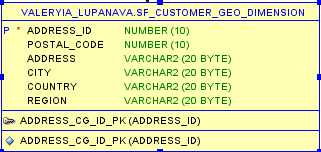 VALERYIA_LUPANAVA.SF_CUSTOMER_GEO_DIMENSION
P * ADDRESS_ID NUMBER (10)
POSTAL_CODE NUMBER (10)
ADDRESS VARCHAR2 (20 BYTE)
CITY VARCHAR2 (20 BYTE)
COUNTRY VARCHAR2 (20 BYTE)
REGION VARCHAR2 (20 BYTE)
ADDRESS_CG_ID_PK (ADDRESS_ID)
ADDRESS_CG_ID_PK (ADDRESS_ID)